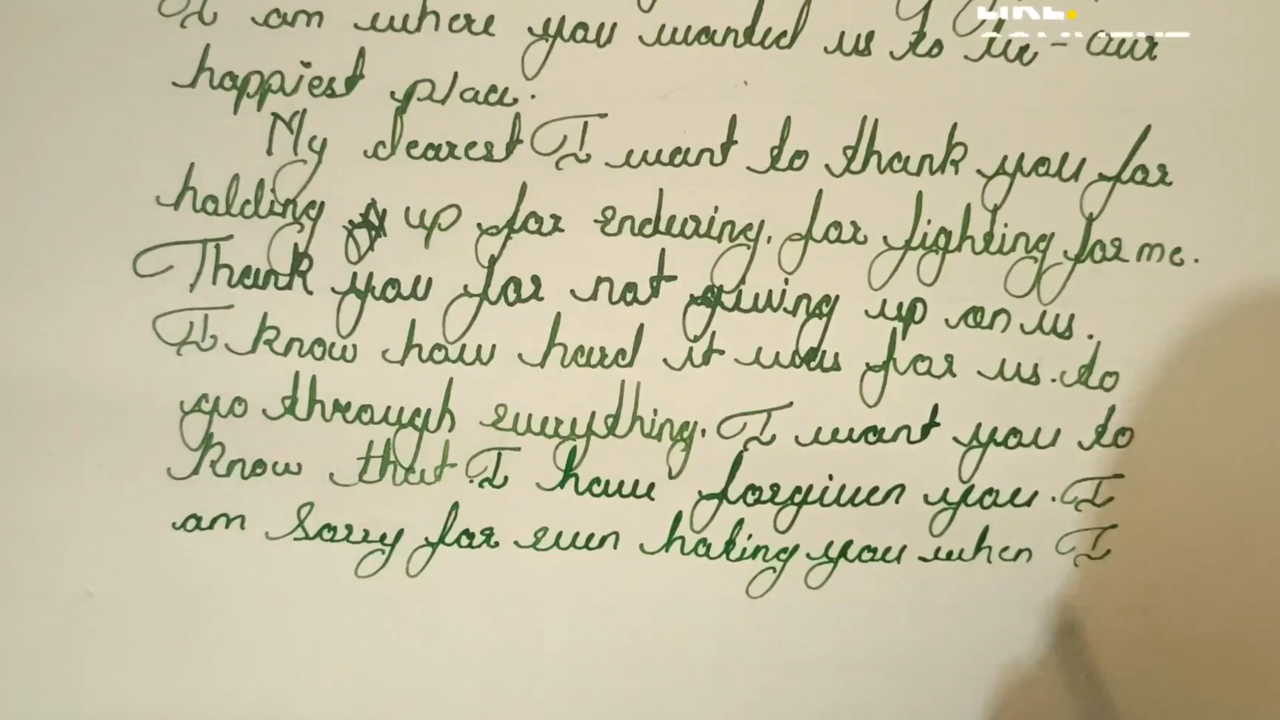 I am where you wanted us to be - our
happiest place.
My dearest I want to thank you for
holding up for enduring, for fighting for me.
Thank you for not giving up on us.
I know how hard it was for us. to
go through everything. I want you to
know that I have forgiven you. I
am sorry for even hating you when I